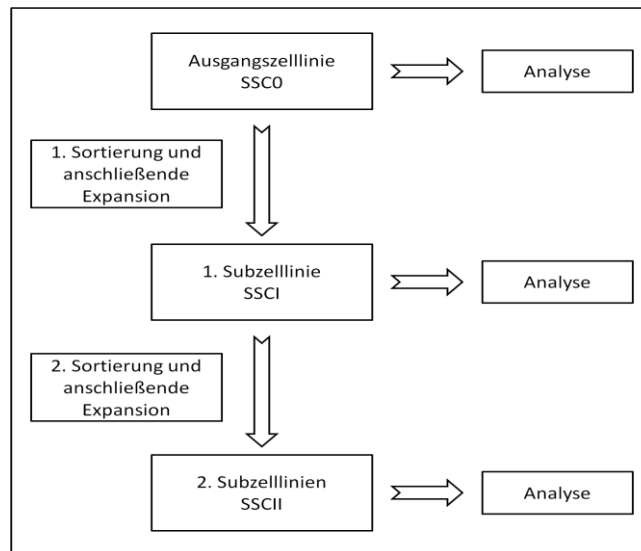 Ausgangszelllinie
SSC0
Analyse
1. Sortierung und
anschließende
Expansion
1. Subzelllinie
SSCI
Analyse
2. Sortierung und
anschließende
Expansion
2. Subzelllinien
SSCII
Analyse